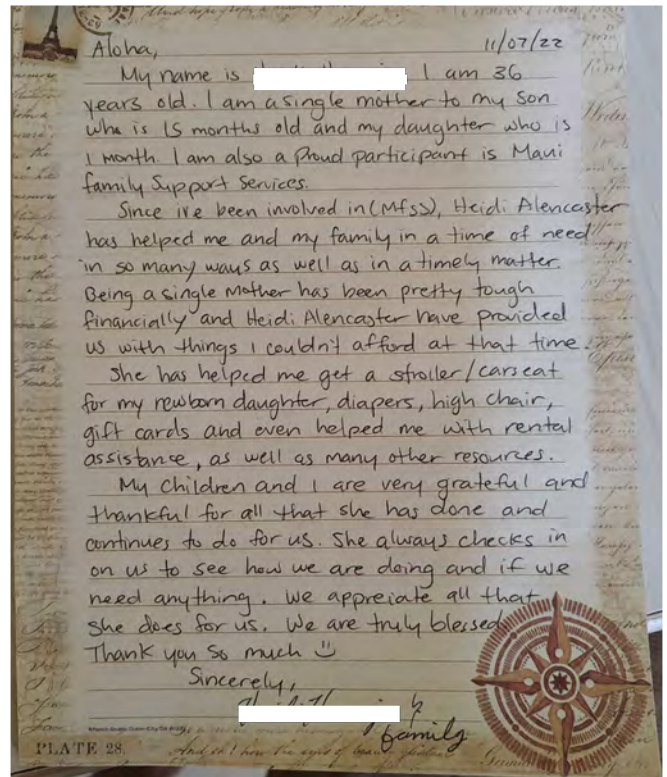 Aloha, 11/07/22
My name is I am 36
years old. I am a single mother to my son
who is 15 months old and my daughter who is
1 month. I am also a Proud participant is Maui
family Support Services.
Since ive been involved in (Mfss), Heidi Alencaster
has helped me and my family in a time of need
in so many ways as well as in a timely matter.
Being a single Mother has been pretty tough
financially and Heidi Alencaster have provided
us with things I couldn't afford at that time.
She has helped me get a stroller/carseat
for my newborn daughter, diapers, high chair,
gift cards and even helped me with rental
assistance, as well as many other resources.
My Children and I are very grateful and
thankful for all that she has done and
continues to do for us. She always checks in
on us to see how we are doing and if we
need anything. We appreiate all that
She does for us. We are truly blessed
Thank you so much
Sincerely,
family
PLATE 28.